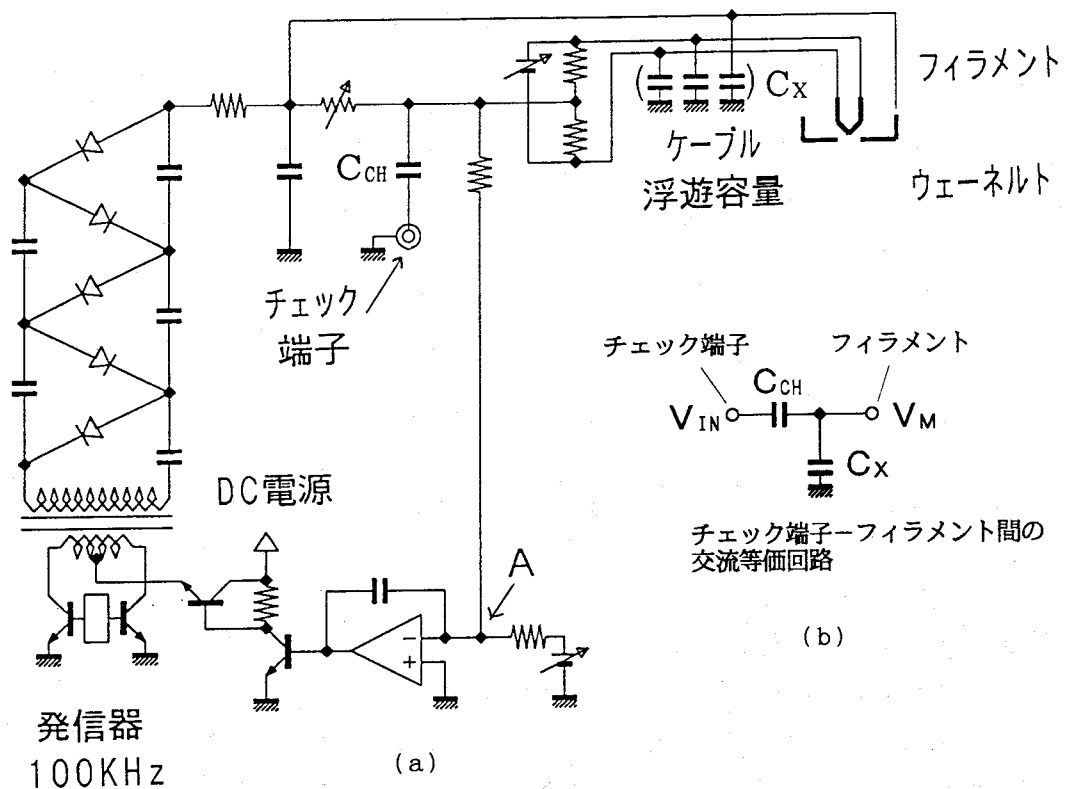 フィラメント
( ) CX
ケーブル
浮遊容量
ウェーネルト
CCH
チェック
端子
チェック端子
フィラメント
CCH
VIN
VM
CX
チェック端子－フィラメント間の
交流等価回路
(b)
DC電源
A
－
＋
発信器
100KHz
(a)